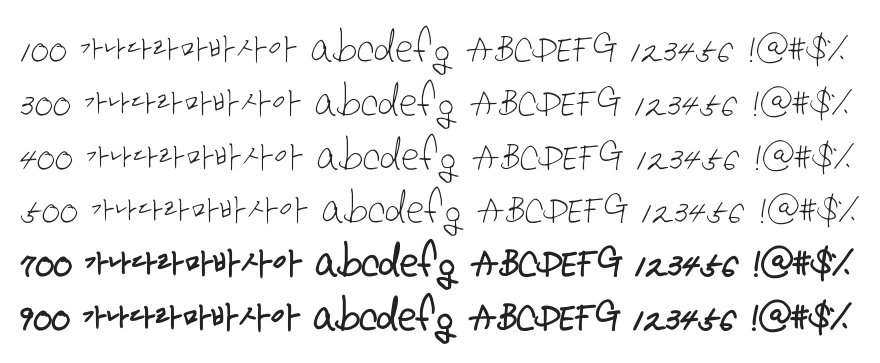 100 가나다라마바사아 abcdefg ABCDEFG 123456 !@#$%
300 가나다라마바사아 abcdefg ABCDEFG 123456 !@#$%
400 가나다라마바사아 abcdefg ABCDEFG 123456 !@#$%
500 가나다라마바사아 abcdefg ABCDEFG 123456 !@#$%
700 가나다라마바사아 abcdefg ABCDEFG 123456 !@#$%
900 가나다라마바사아 abcdefg ABCDEFG 123456 !@#$%